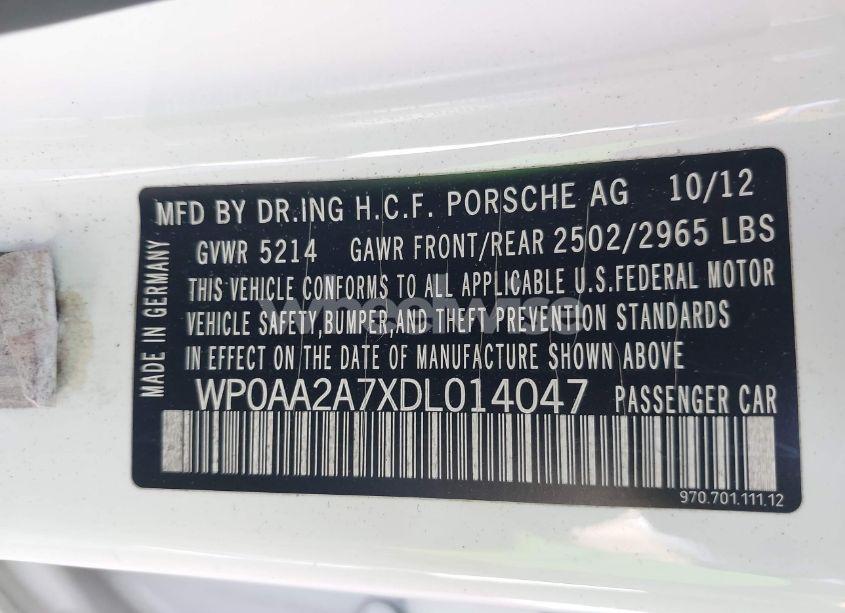 MFD BY DR.ING H.C.F. PORSCHE AG 10/12
GVWR 5214 GAWR FRONT/REAR 2502/2965 LBS
THIS VEHICLE CONFORMS TO ALL APPLICABLE U.S.FEDERAL MOTOR
VEHICLE SAFETY,BUMPER,AND THEFT PREVENTION STANDARDS
IN EFFECT ON THE DATE OF MANUFACTURE SHOWN ABOVE
WP0AA2A7XDL014047 PASSENGER CAR
970.701.111.12
MADE IN GERMANY
wheelwise